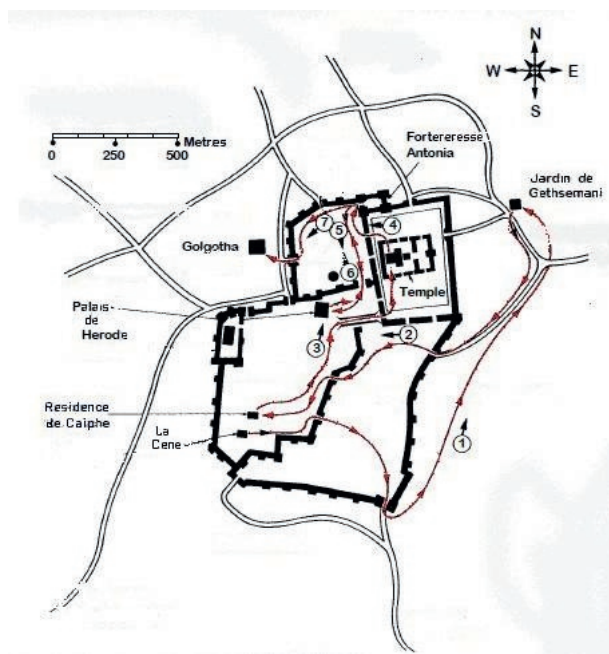 N
W E
S
Metres
0 250 500
Fortereresse
Antonia
Jardin de
Gethsemani
7
5
4
Golgotha
6
Temple
Palais
de
Herode
3
2
Residence
de Caiphe
La
Cene
1